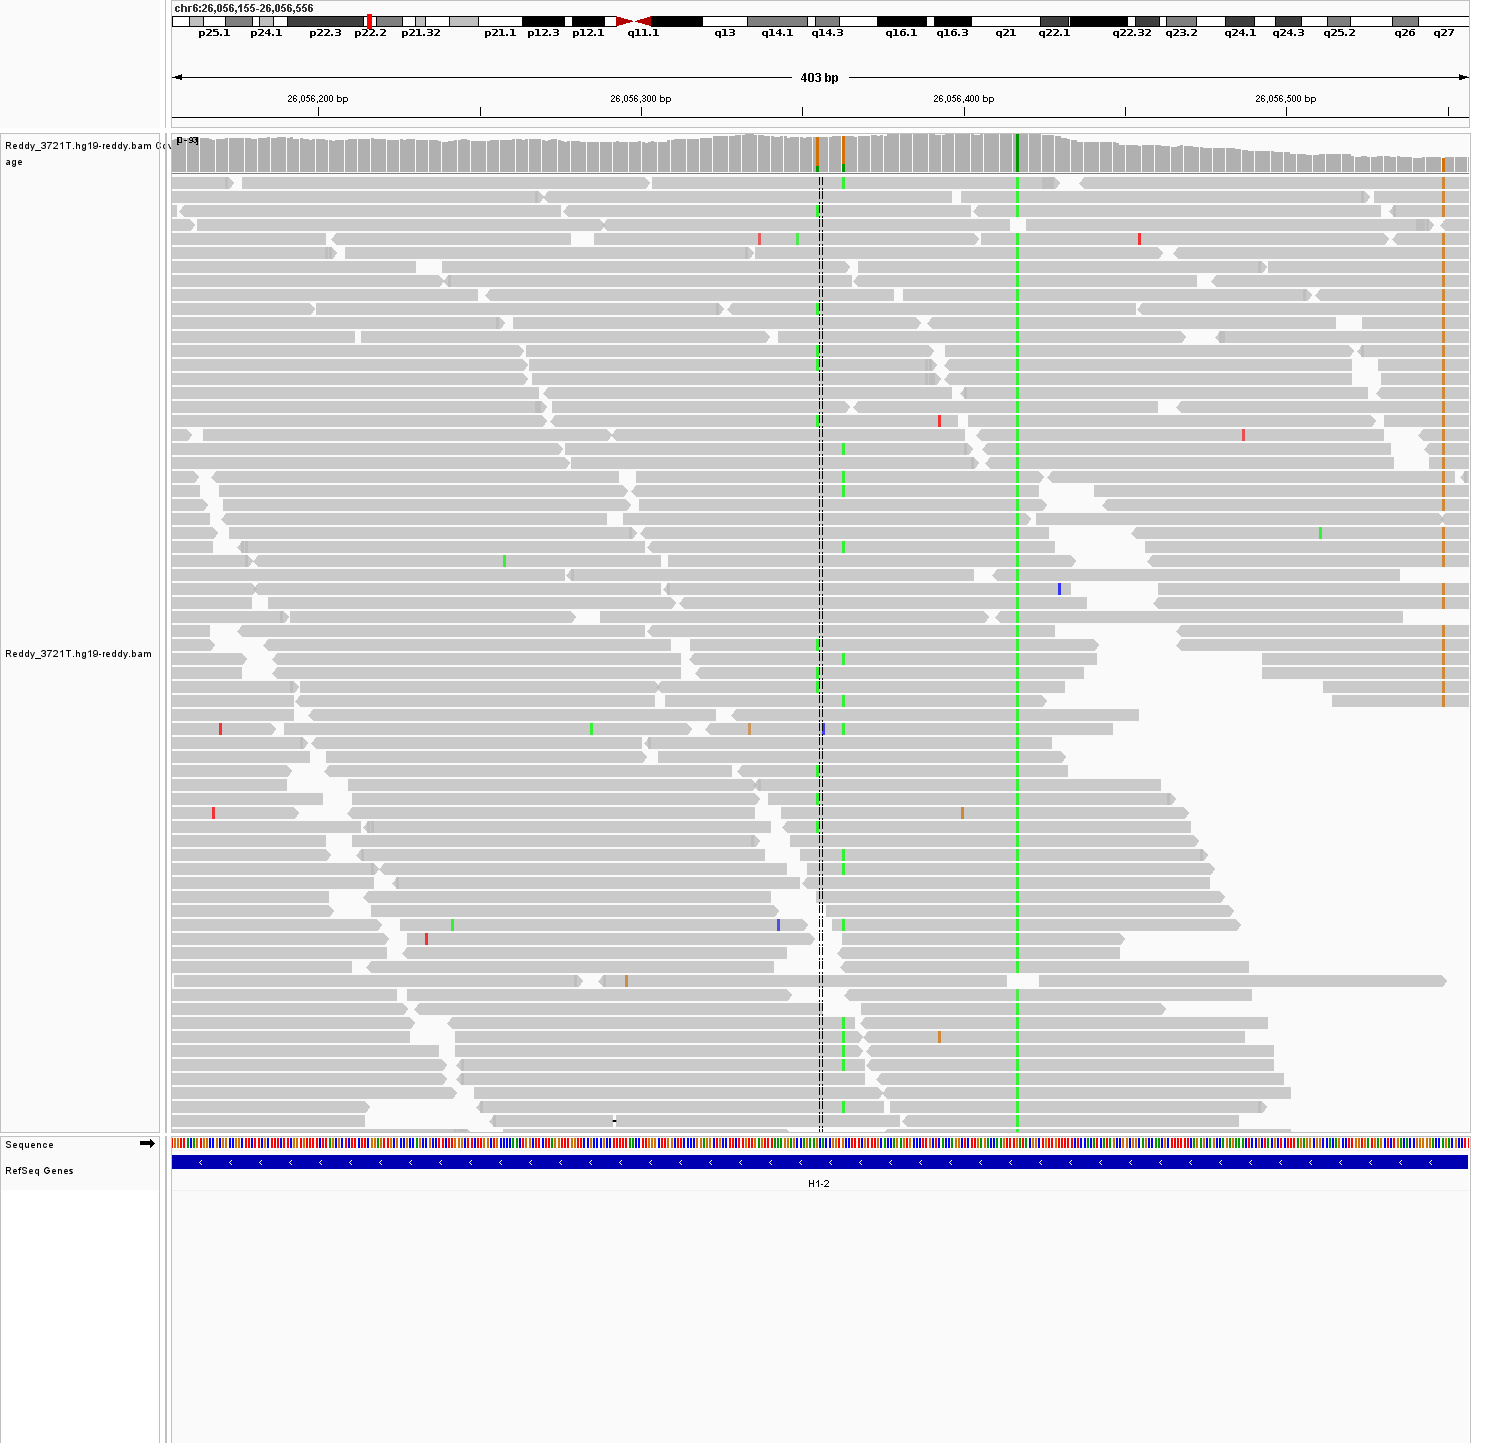 chr6:26,056,155-26,056,556
p25.1 p24.1 p22.3 p22.2 p21.32 p21.1 p12.3 p12.1 q11.1 q13 q14.1 q14.3 q16.1 q16.3 q21 q22.1 q22.32 q23.2 q24.1 q24.3 q25.2 q26 q27
403 bp
26,056,200 bp 26,056,300 bp 26,056,400 bp 26,056,500 bp
[0-93]
Reddy_3721T.hg19-reddy.bam Cov
age
Reddy_3721T.hg19-reddy.bam
Sequence
RefSeq Genes
H1-2